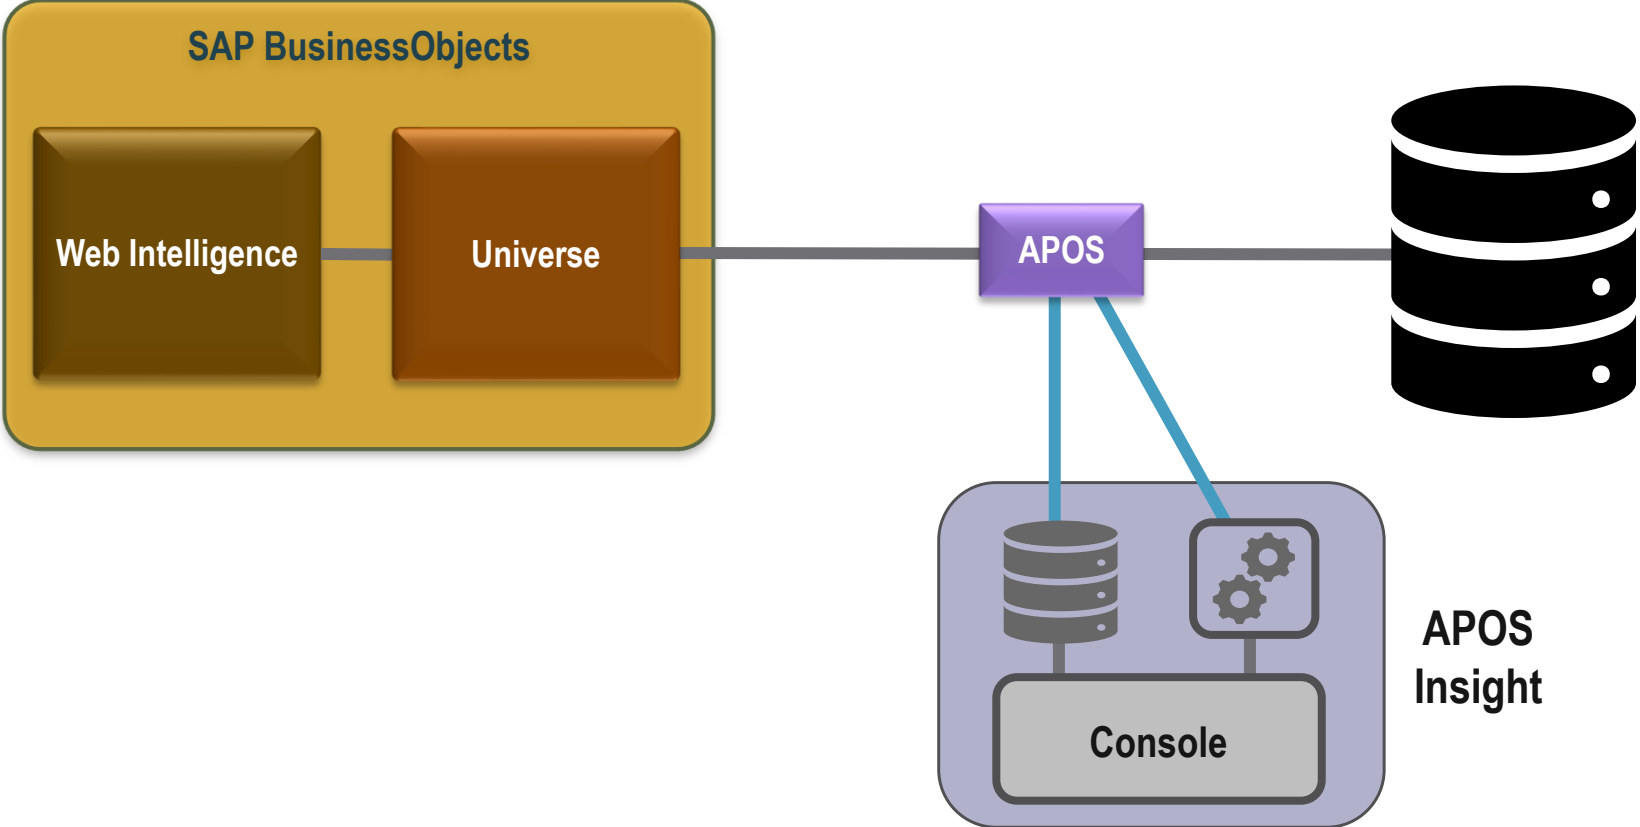 SAP BusinessObjects
Web Intelligence
Universe
APOS
APOS
Insight
Console